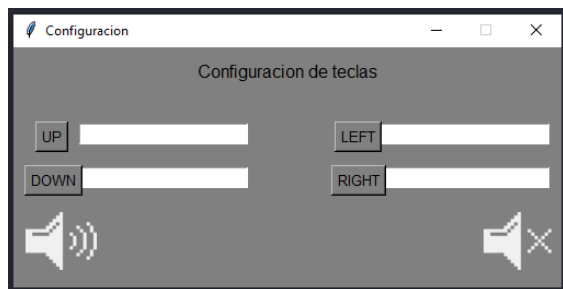 Configuracion
Configuracion de teclas
UP
LEFT
DOWN
RIGHT